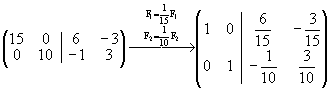 (15 0 | 6 −3
0 10 | −1 3) R₁=1/15 R₁
R₂=1/10 R₂ → (1 0 | 6/15 −3/15
0 1 | −1/10 3/10)